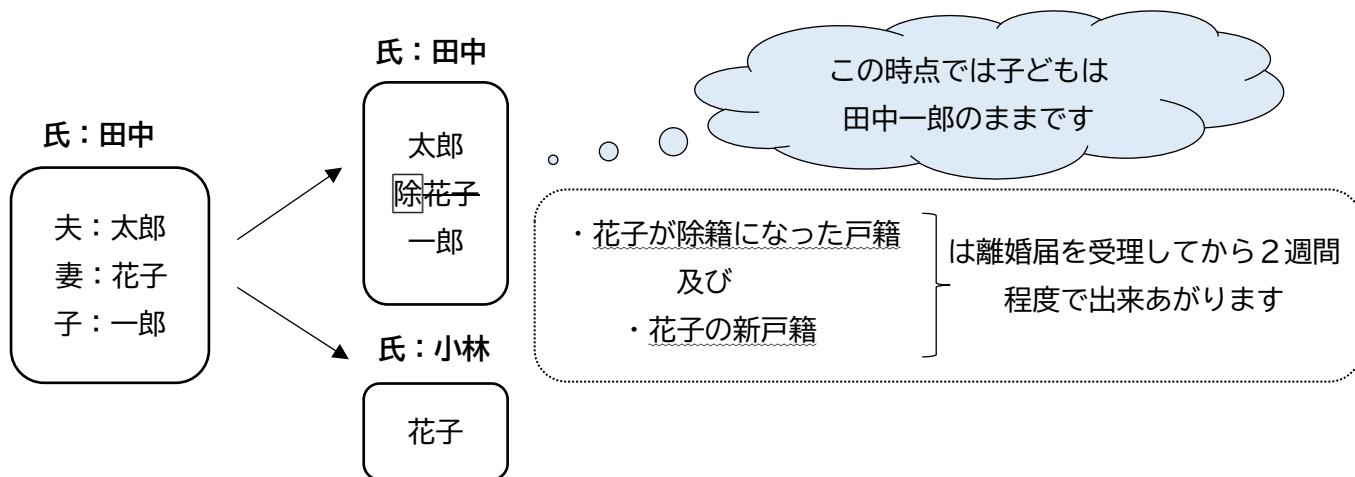 氏：田中
夫：太郎
妻：花子
子：一郎
氏：田中
太郎
除花子
一郎
氏：小林
花子
この時点では子どもは
田中一郎のままです
・花子が除籍になった戸籍
及び
・花子の新戸籍
は離婚届を受理してから２週間
程度で出来あがります